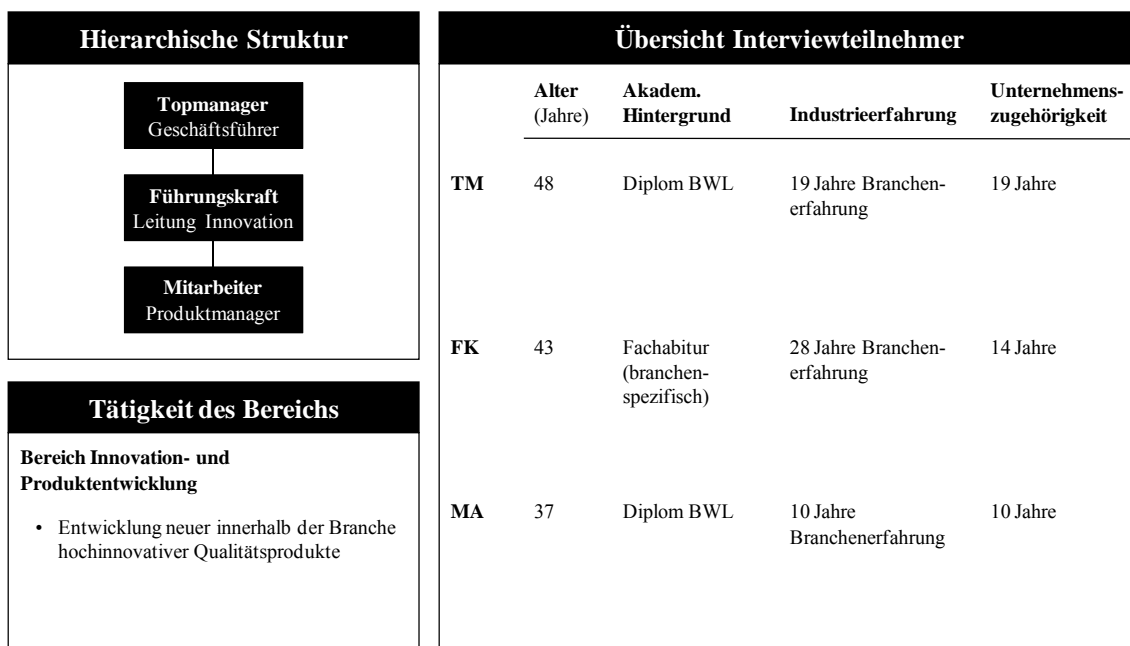 Hierarchische Struktur
Topmanager
Geschäftsführer
Führungskraft
Leitung Innovation
Mitarbeiter
Produktmanager
Tätigkeit des Bereichs
Bereich Innovation- und
Produktentwicklung
• Entwicklung neuer innerhalb der Branche
hochinnovativer Qualitätsprodukte
Übersicht Interviewteilnehmer
Alter
(Jahre)
Akadem.
Hintergrund
Industrieerfahrung
Unternehmens-
zugehörigkeit
TM
48
Diplom BWL
19 Jahre Branchen-
erfahrung
19 Jahre
FK
43
Fachabitur
(branchen-
spezifisch)
28 Jahre Branchen-
erfahrung
14 Jahre
MA
37
Diplom BWL
10 Jahre
Branchenerfahrung
10 Jahre